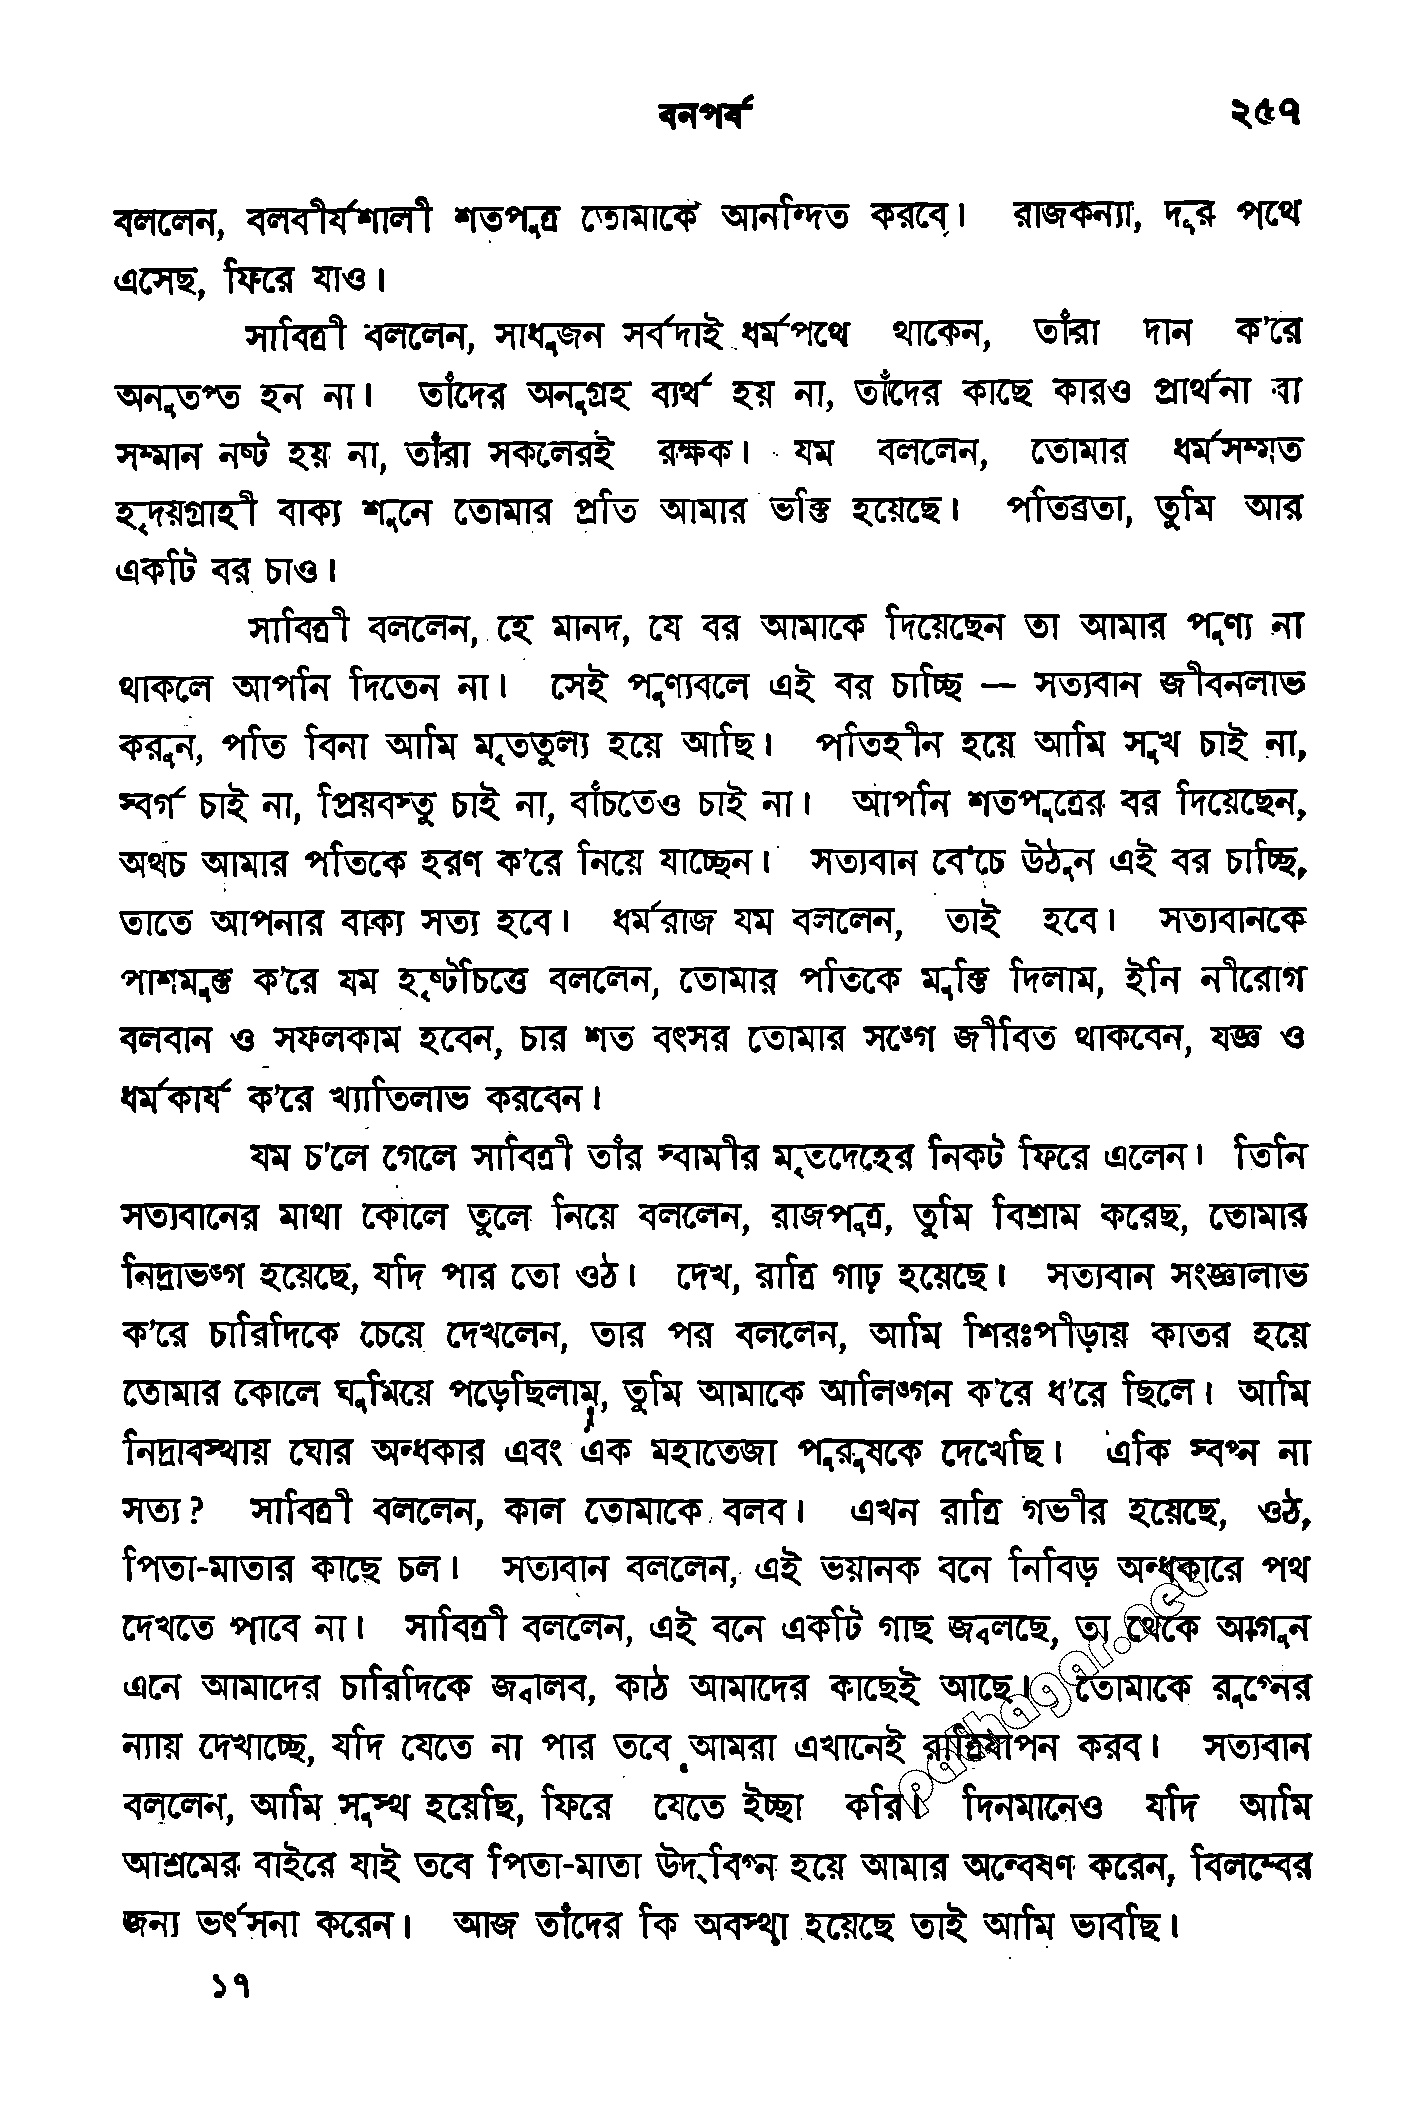 বনপর্ব ২৫৭
বললেন, বলবীর্যশালী শতপুত্র তোমাকে আনন্দিত করবে। রাজকন্যা, দূর পথে
এসেছ, ফিরে যাও।
সাবিত্রী বললেন, সাধুজন সর্বদাই ধর্মপথে থাকেন, তাঁরা দান ক'রে
অনুতপ্ত হন না। তাঁদের অনুগ্রহ ব্যর্থ হয় না, তাঁদের কাছে কারও প্রার্থনা বা
সম্মান নষ্ট হয় না, তাঁরা সকলেরই রক্ষক। যম বললেন, তোমার ধর্মসম্মত
হৃদয়গ্রাহী বাক্য শুনে তোমার প্রতি আমার ভক্তি হয়েছে। পতিব্রতা, তুমি আর
একটি বর চাও।
সাবিত্রী বললেন, হে মানদ, যে বর আমাকে দিয়েছেন তা আমার পুণ্য না
থাকলে আপনি দিতেন না। সেই পুণ্যবলে এই বর চাচ্ছি — সত্যবান জীবনলাভ
করুন, পতি বিনা আমি মৃততুল্য হয়ে আছি। পতিহীন হয়ে আমি সুখ চাই না,
স্বর্গ চাই না, প্রিয়বস্তু চাই না, বাঁচতেও চাই না। আপনি শতপুত্রের বর দিয়েছেন,
অথচ আমার পতিকে হরণ ক'রে নিয়ে যাচ্ছেন। সত্যবান বেঁচে উঠুন এই বর চাচ্ছি,
তাতে আপনার বাক্য সত্য হবে। ধর্মরাজ যম বললেন, তাই হবে। সত্যবানকে
পাশমুক্ত ক'রে যম হৃষ্টচিত্তে বললেন, তোমার পতিকে মুক্তি দিলাম, ইনি নীরোগ
বলবান ও সফলকাম হবেন, চার শত বৎসর তোমার সঙ্গে জীবিত থাকবেন, যজ্ঞ ও
ধর্মকার্য ক'রে খ্যাতিলাভ করবেন।
যম চ'লে গেলে সাবিত্রী তাঁর স্বামীর মৃতদেহের নিকট ফিরে এলেন। তিনি
সত্যবানের মাথা কোলে তুলে নিয়ে বললেন, রাজপুত্র, তুমি বিশ্রাম করেছ, তোমার
নিদ্রাভঙ্গ হয়েছে, যদি পার তো ওঠ। দেখ, রাত্রি গাঢ় হয়েছে। সত্যবান সংজ্ঞালাভ
ক'রে চারিদিকে চেয়ে দেখলেন, তার পর বললেন, আমি শিরঃপীড়ায় কাতর হয়ে
তোমার কোলে ঘুমিয়ে পড়েছিলাম, তুমি আমাকে আলিঙ্গন ক'রে ধ'রে ছিলে। আমি
নিদ্রাবস্থায় ঘোর অন্ধকার এবং এক মহাতেজা পুরুষকে দেখেছি। একি স্বপ্ন না
সত্য? সাবিত্রী বললেন, কাল তোমাকে বলব। এখন রাত্রি গভীর হয়েছে, ওঠ,
পিতা-মাতার কাছে চল। সত্যবান বললেন, এই ভয়ানক বনে নিবিড় অন্ধকারে পথ
দেখতে পাবে না। সাবিত্রী বললেন, এই বনে একটি গাছ জ্বলছে, তা থেকে আগুন
এনে আমাদের চারিদিকে জ্বালব, কাঠ আমাদের কাছেই আছে। তোমাকে রুগ্নের
ন্যায় দেখাচ্ছে, যদি যেতে না পার তবে আমরা এখানেই রাত্রিযাপন করব। সত্যবান
বললেন, আমি সুস্থ হয়েছি, ফিরে যেতে ইচ্ছা করি। দিনমানেও যদি আমি
আশ্রমের বাইরে যাই তবে পিতা-মাতা উদ্‌বিগ্ন হয়ে আমার অন্বেষণ করেন, বিলম্বের
জন্য ভর্ৎসনা করেন। আজ তাঁদের কি অবস্থা হয়েছে তাই আমি ভাবছি।
১৭
pathagar.net